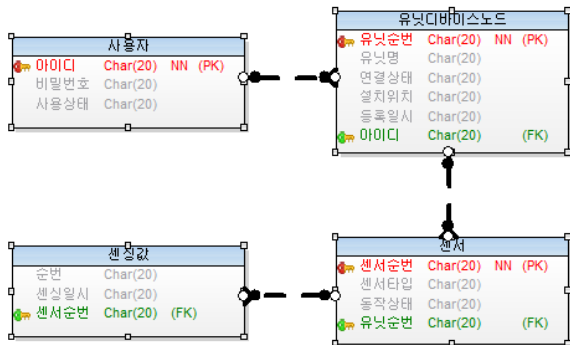 사용자
아이디 Char(20) NN (PK)
비밀번호 Char(20)
사용상태 Char(20)
유닛디바이스노드
유닛순번 Char(20) NN (PK)
유닛명 Char(20)
연결상태 Char(20)
설치위치 Char(20)
등록일시 Char(20)
아이디 Char(20) (FK)
센싱값
순번 Char(20)
센싱일시 Char(20)
센서순번 Char(20) (FK)
센서
센서순번 Char(20) NN (PK)
센서타입 Char(20)
동작상태 Char(20)
유닛순번 Char(20) (FK)